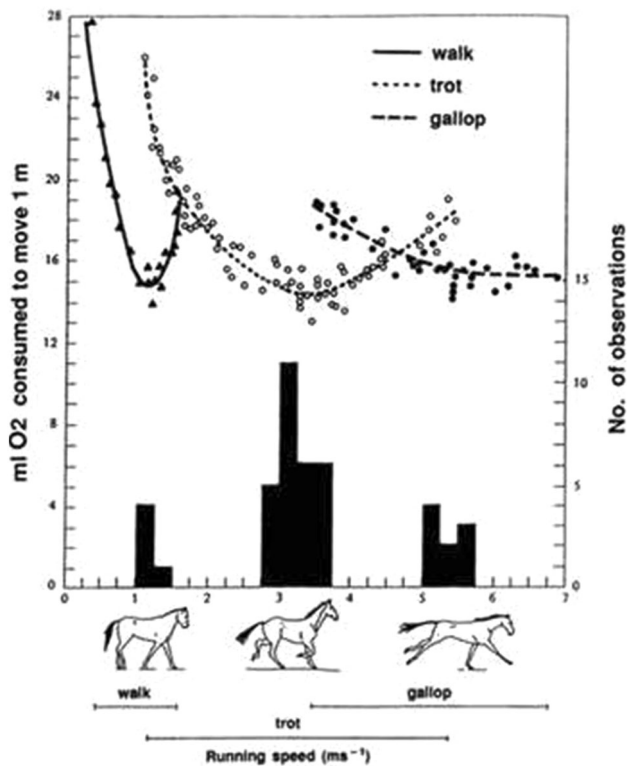 28
24
20
16
12
8
4
0
ml O2 consumed to move 1 m
walk
trot
gallop
15
10
5
0
No. of observations
0 1 2 3 4 5 6 7
walk
gallop
trot
Running speed (ms⁻¹)